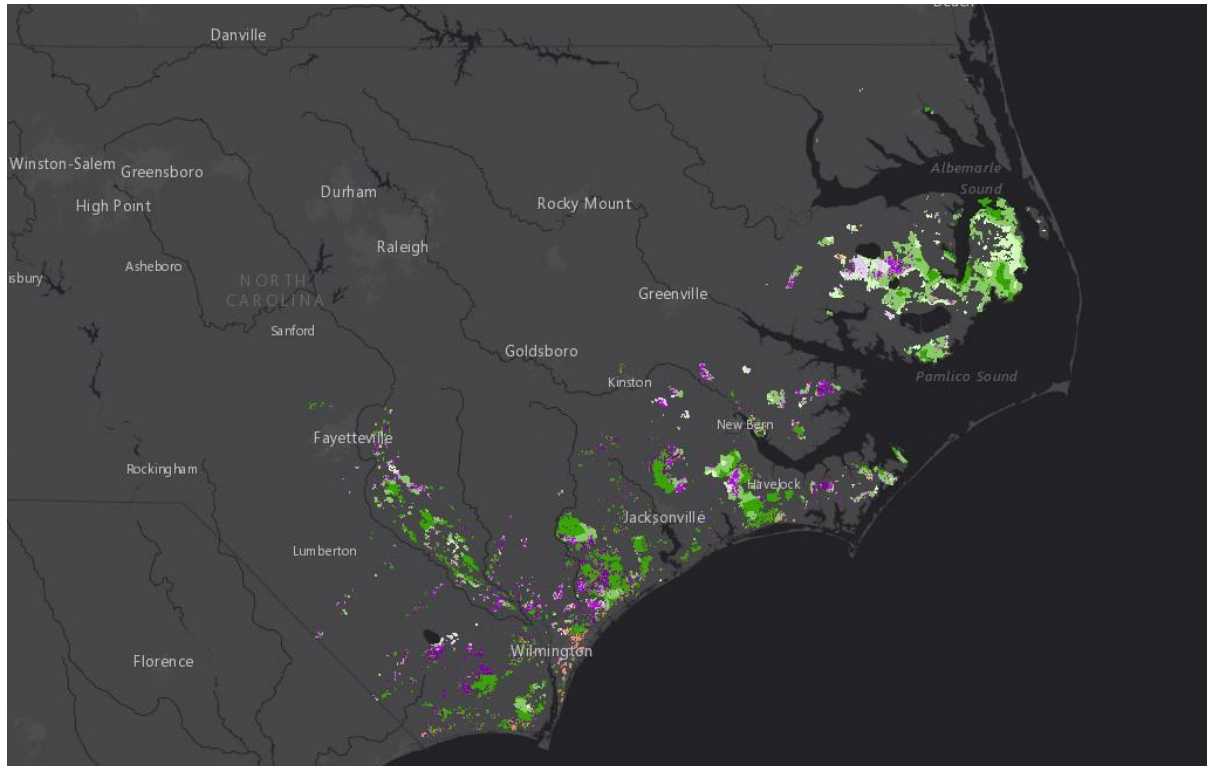 Beach
Danville
Winston-Salem
Greensboro
Albemarle
Sound
Durham
High Point
Rocky Mount
Raleigh
Asheboro
isbury
NORTH
CAROLINA
Greenville
Sanford
Goldsboro
Kinston
Pamlico Sound
New Bern
Fayetteville
Rockingham
Havelock
Jacksonville
Lumberton
Wilmington
Florence